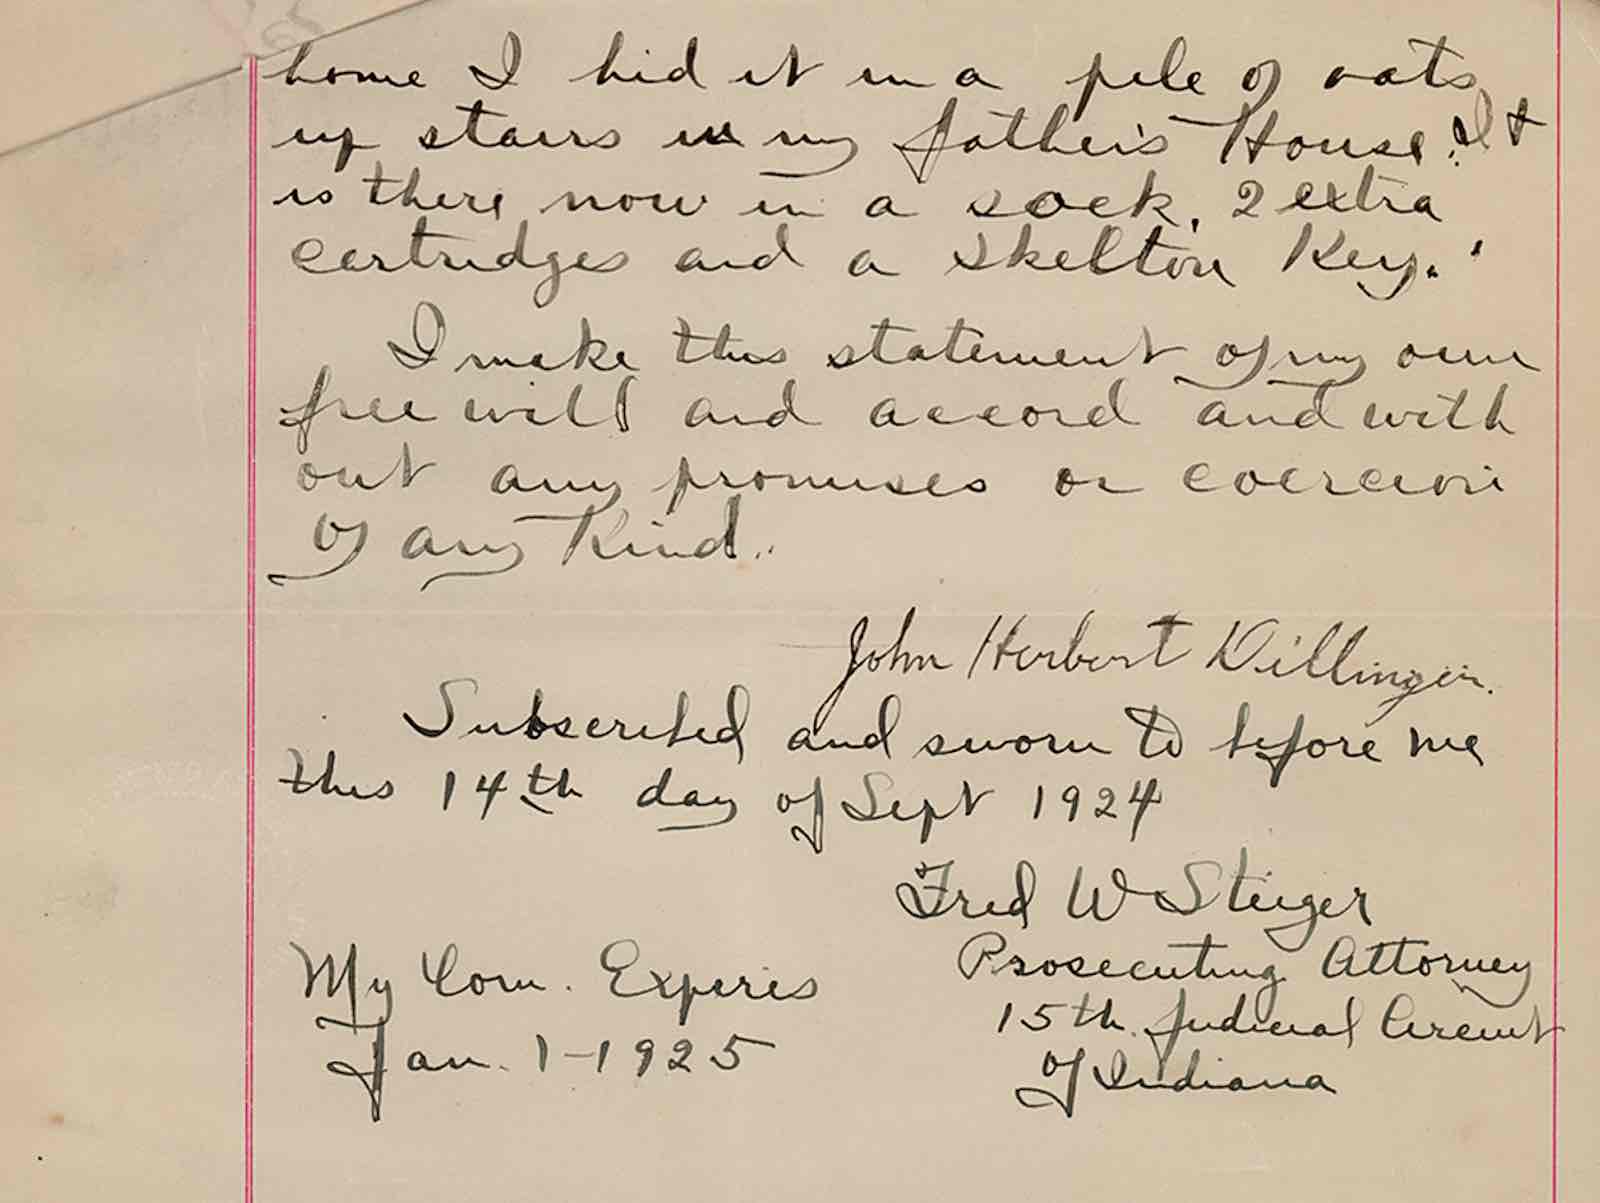 home I hid it in a pile of oats
up stairs in my father's House. It
is there now in a sock, 2 extra
cartridges and a skelton Key.
I make this statement of my own
free will and accord and with
out any promises or coercion
of any Kind.
John Herbert Dillinger.
Subscribed and sworn to before me
this 14th day of Sept 1924
Fred W Steiger
Prosecuting Attorney
15th Judicial Circuit
of Indiana
My Com. Experis
Jan. 1-1925